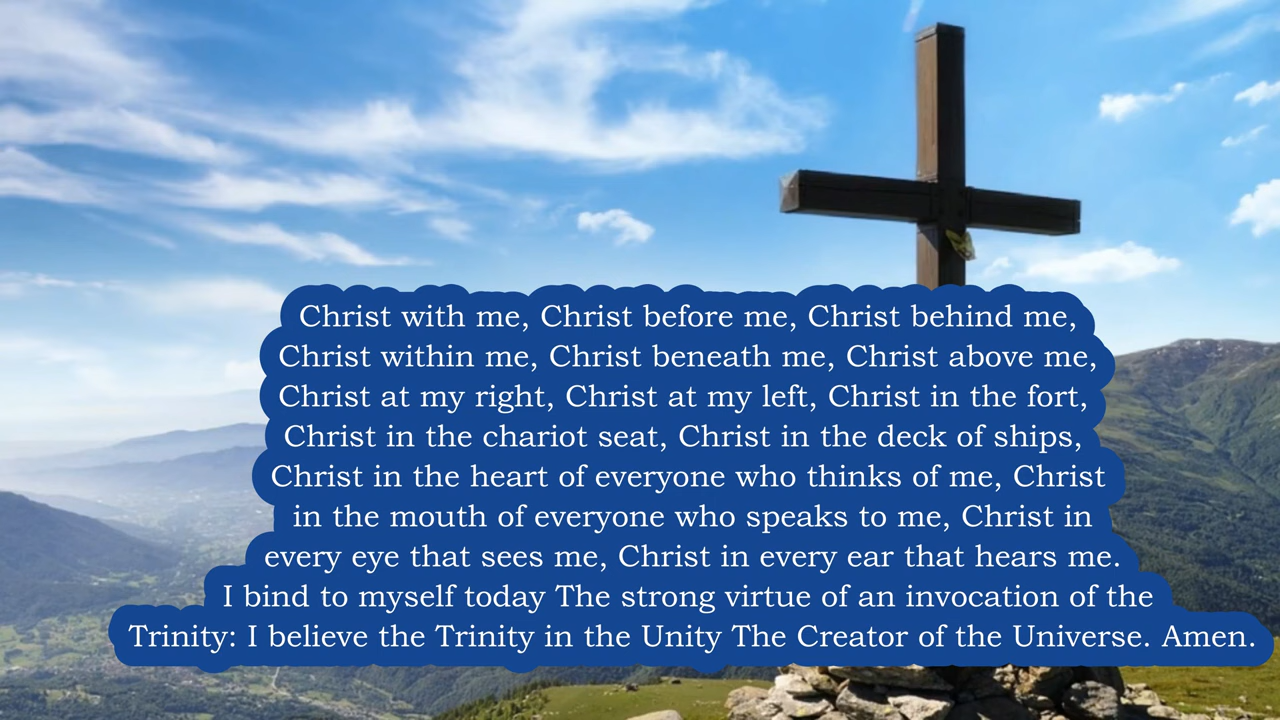 Christ with me, Christ before me, Christ behind me,
Christ within me, Christ beneath me, Christ above me,
Christ at my right, Christ at my left, Christ in the fort,
Christ in the chariot seat, Christ in the deck of ships,
Christ in the heart of everyone who thinks of me, Christ
in the mouth of everyone who speaks to me, Christ in
every eye that sees me, Christ in every ear that hears me.
I bind to myself today The strong virtue of an invocation of the
Trinity: I believe the Trinity in the Unity The Creator of the Universe. Amen.